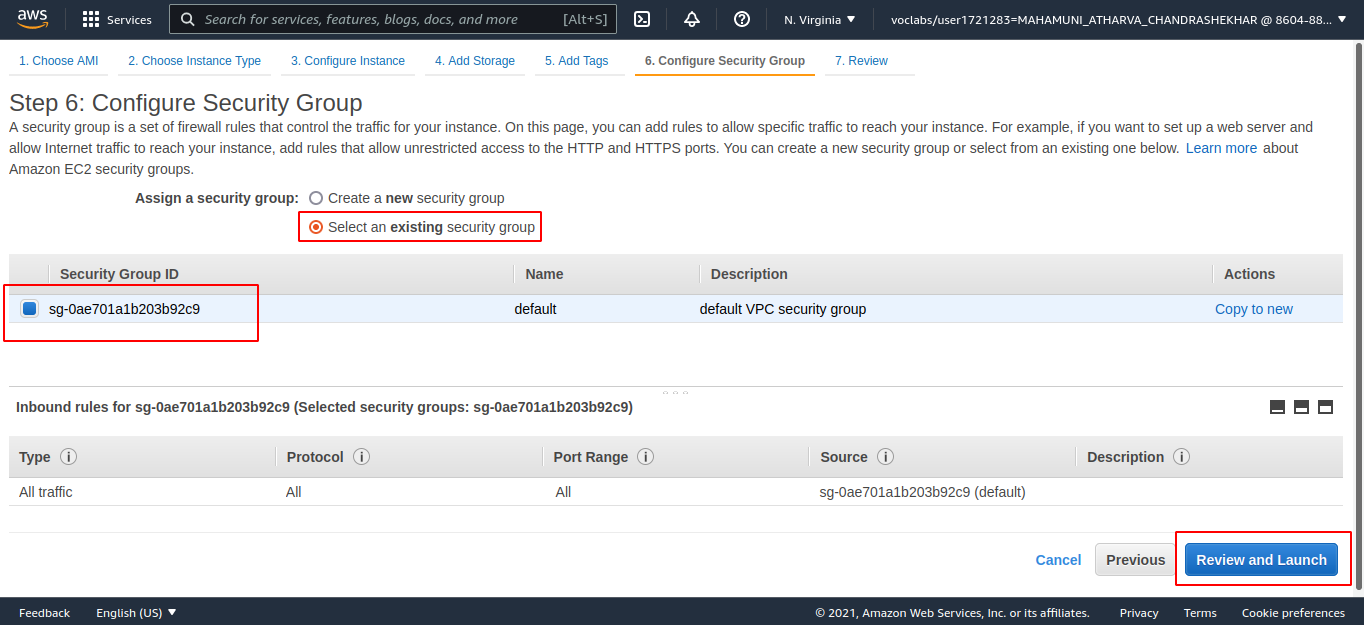 aws Services Search for services, features, blogs, docs, and more [Alt+S] N. Virginia voclabs/user1721283=MAHAMUNI_ATHARVA_CHANDRASHEKHAR @ 8604-88...
1. Choose AMI 2. Choose Instance Type 3. Configure Instance 4. Add Storage 5. Add Tags 6. Configure Security Group 7. Review
Step 6: Configure Security Group
A security group is a set of firewall rules that control the traffic for your instance. On this page, you can add rules to allow specific traffic to reach your instance. For example, if you want to set up a web server and
allow Internet traffic to reach your instance, add rules that allow unrestricted access to the HTTP and HTTPS ports. You can create a new security group or select from an existing one below. Learn more about
Amazon EC2 security groups.
Assign a security group: Create a new security group
Select an existing security group
Security Group ID Name Description Actions
sg-0ae701a1b203b92c9 default default VPC security group Copy to new
Inbound rules for sg-0ae701a1b203b92c9 (Selected security groups: sg-0ae701a1b203b92c9)
Type Protocol Port Range Source Description
All traffic All All sg-0ae701a1b203b92c9 (default)
Cancel Previous Review and Launch
Feedback English (US) © 2021, Amazon Web Services, Inc. or its affiliates. Privacy Terms Cookie preferences